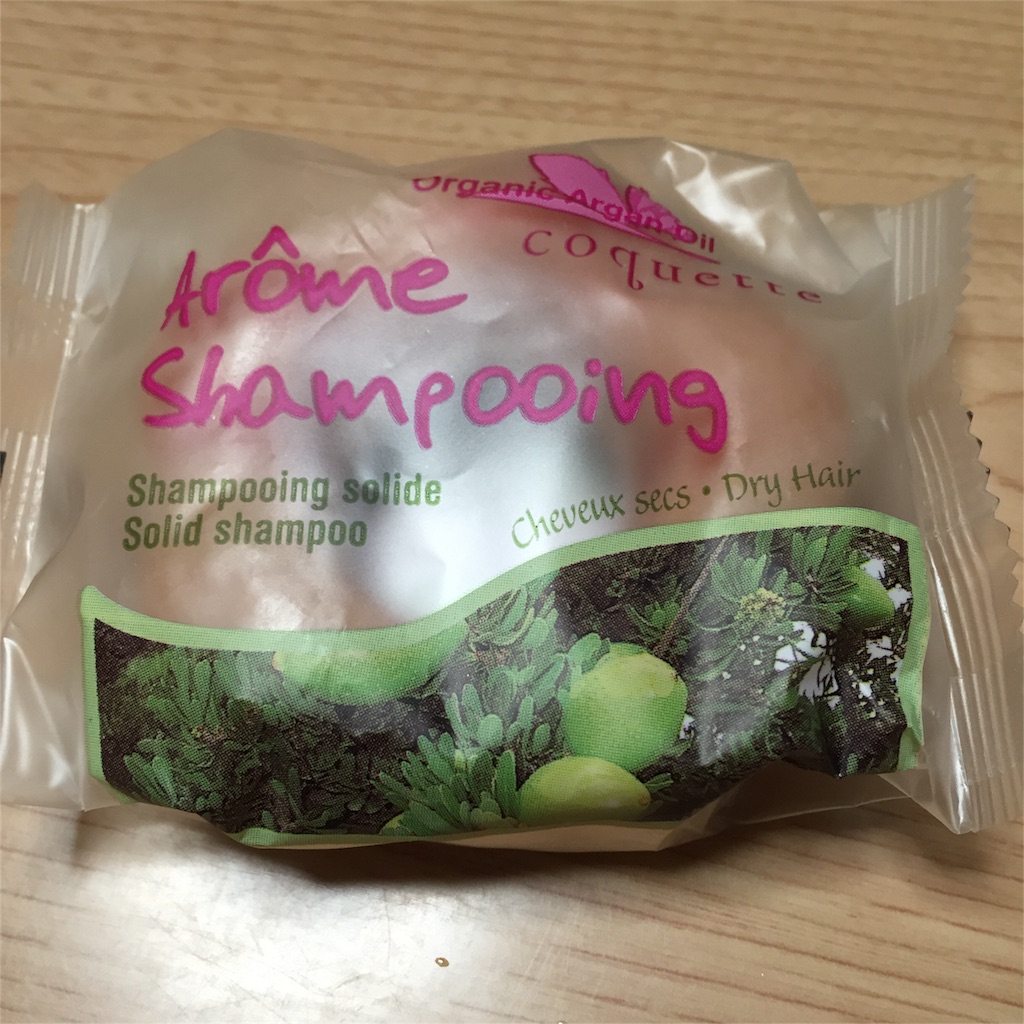 Organic Argan Oil
coquette
Arôme
Shampooing
Shampooing solide
Solid shampoo
Cheveux secs • Dry Hair